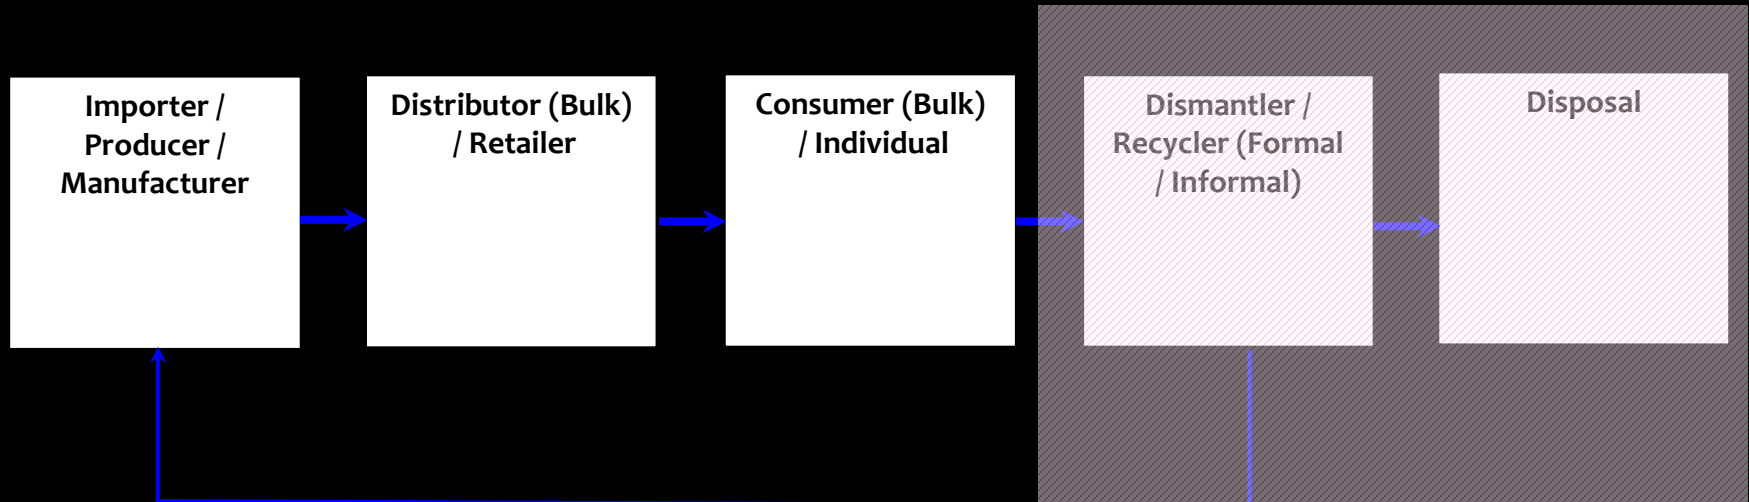 Importer /
Producer /
Manufacturer
Distributor (Bulk)
/ Retailer
Consumer (Bulk)
/ Individual
Dismantler /
Recycler (Formal
/ Informal)
Disposal